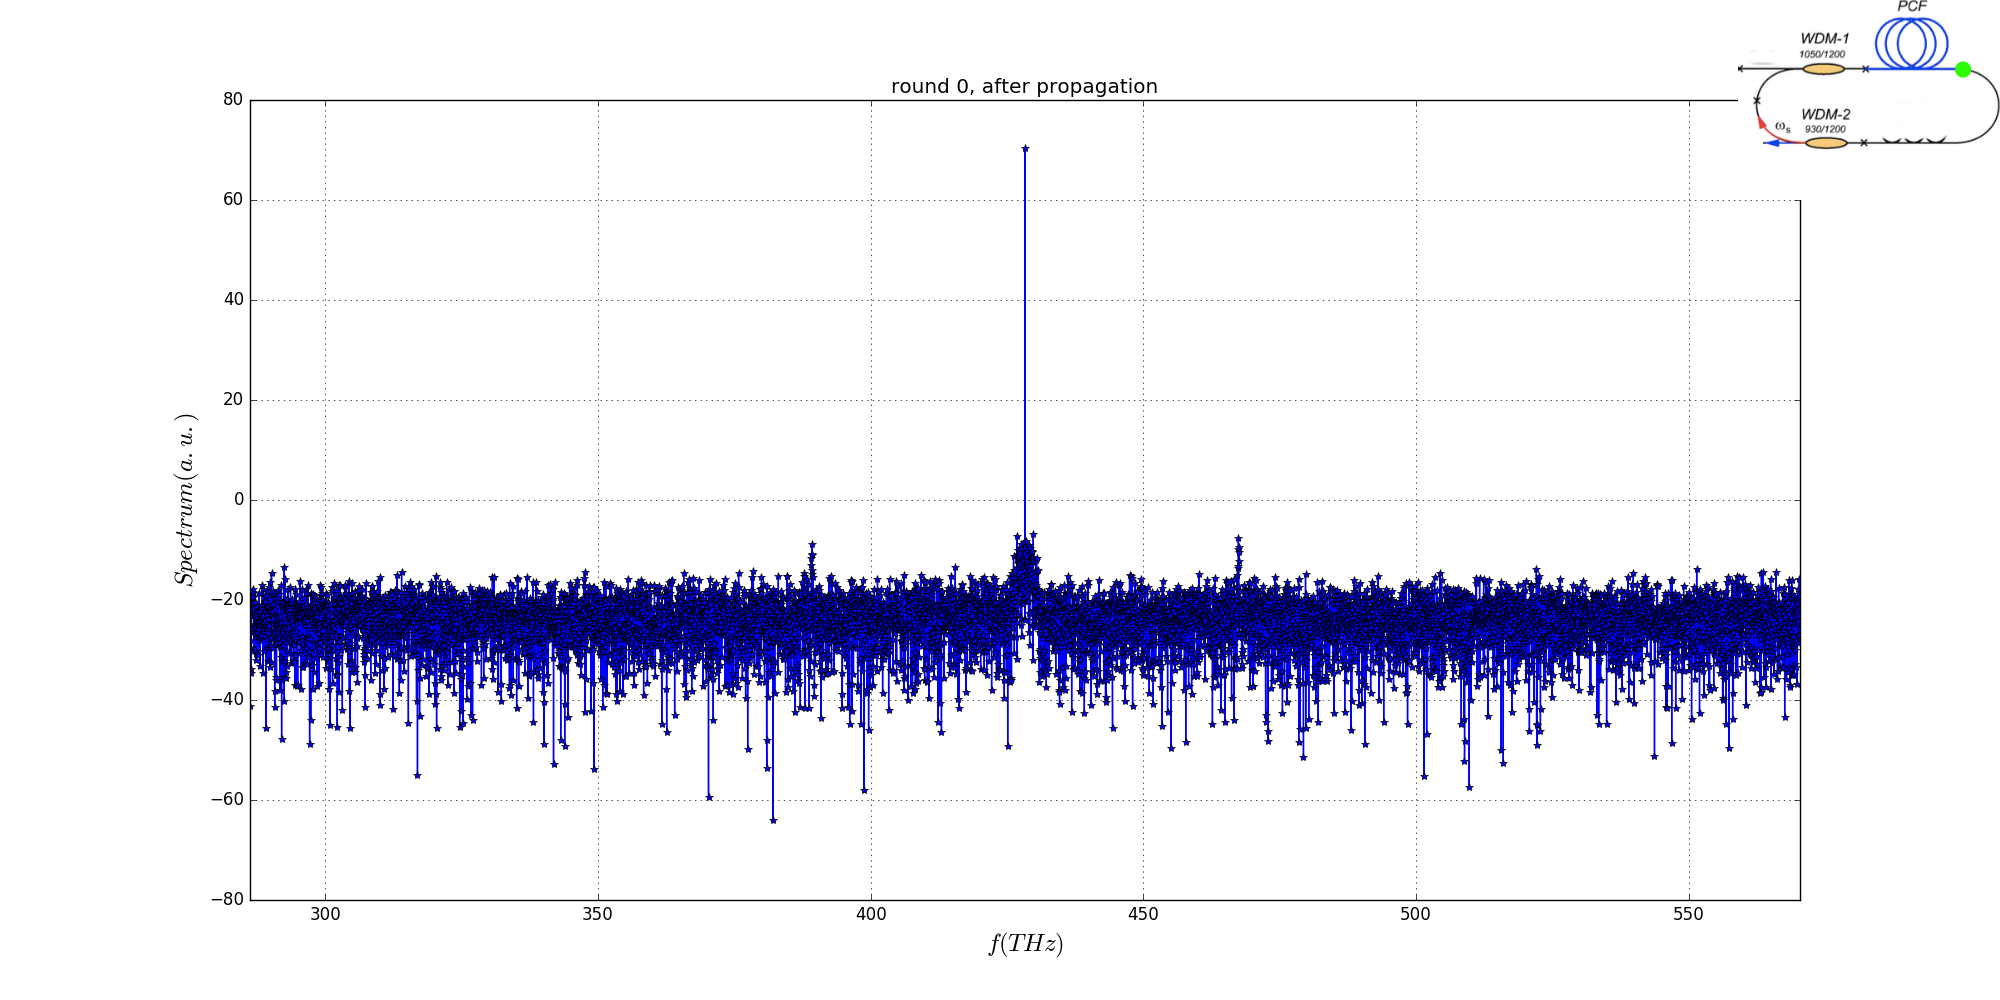 PCF
WDM-1
1050/1200
WDM-2
930/1200
ωs
round 0, after propagation
80
60
40
20
0
−20
−40
−60
−80
Spectrum(a. u. )
300
350
400
450
500
550
f(THz)